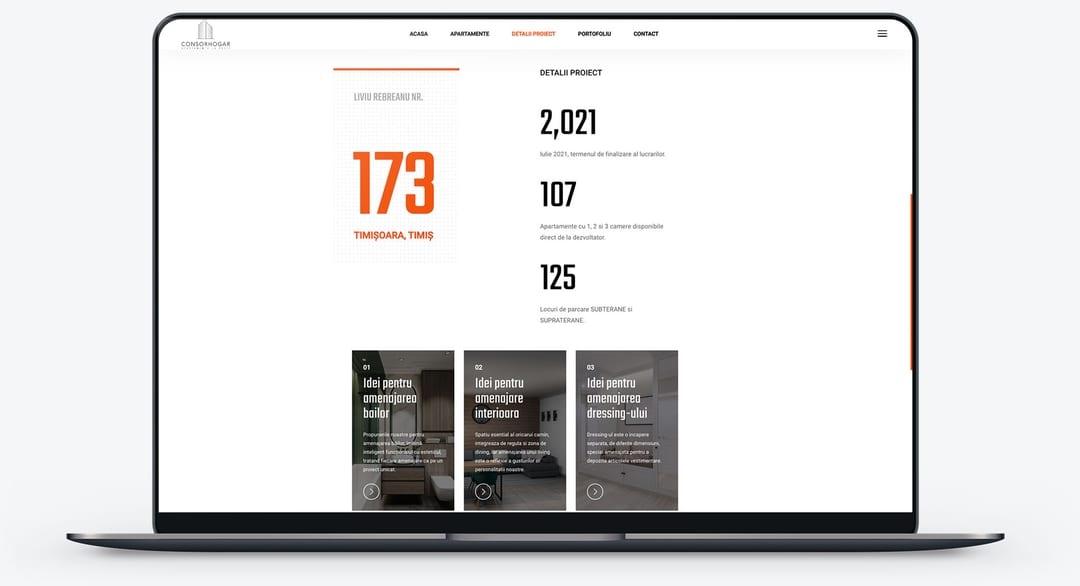 CONSORHOGAR
ACASA
APARTAMENTE
DETALII PROIECT
PORTOFOLIU
CONTACT
LIVIU REBREANU NR.
173
TIMIȘOARA, TIMIȘ
DETALII PROIECT
2,021
Iulie 2021, termenul de finalizare al lucrarilor.
107
Apartamente cu 1, 2 si 3 camere disponibile
direct de la dezvoltator.
125
Locuri de parcare SUBTERANE si
SUPRATERANE.
01
Idei pentru
amenajarea
bailor
Propunerile noastre pentru
amenajarea bailor, imbina
inteligent functionalul cu esteticul,
tratand fiecare amenajare ca pe un
proiect unicat.
02
Idei pentru
amenajare
interioara
Spatiu esential al oricarui camin,
integreaza de regula si zona de
dining, iar amenajarea unui living
este o reflexie a gusturilor si
personalitatii noastre.
03
Idei pentru
amenajarea
dressing-ului
Dressing-ul este o incapere
separata, de diferite dimensiuni,
special amenajata pentru a
depozita articolele vestimentare.